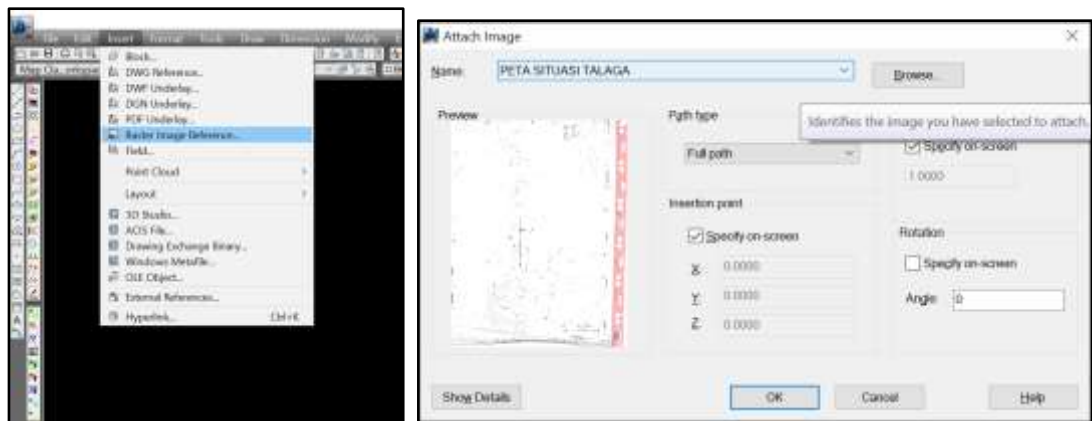 File Edit Insert Format Tools Draw Dimension Modify
Block...
DWG Reference...
DWF Underlay...
DGN Underlay...
PDF Underlay...
Raster Image Reference...
Field...
Point Cloud
Layout
3D Studio...
ACIS File...
Drawing Exchange Binary...
Windows Metafile...
OLE Object...
External References...
Hyperlink... Ctrl+K
Attach Image
Name: PETA SITUASI TALAGA Browse...
Identifies the image you have selected to attach.
Preview Path type
Full path Specify on-screen
1.0000
Insertion point Rotation
Specify on-screen Specify on-screen
X: 0.0000 Angle: 0
Y: 0.0000
Z: 0.0000
Show Details OK Cancel Help